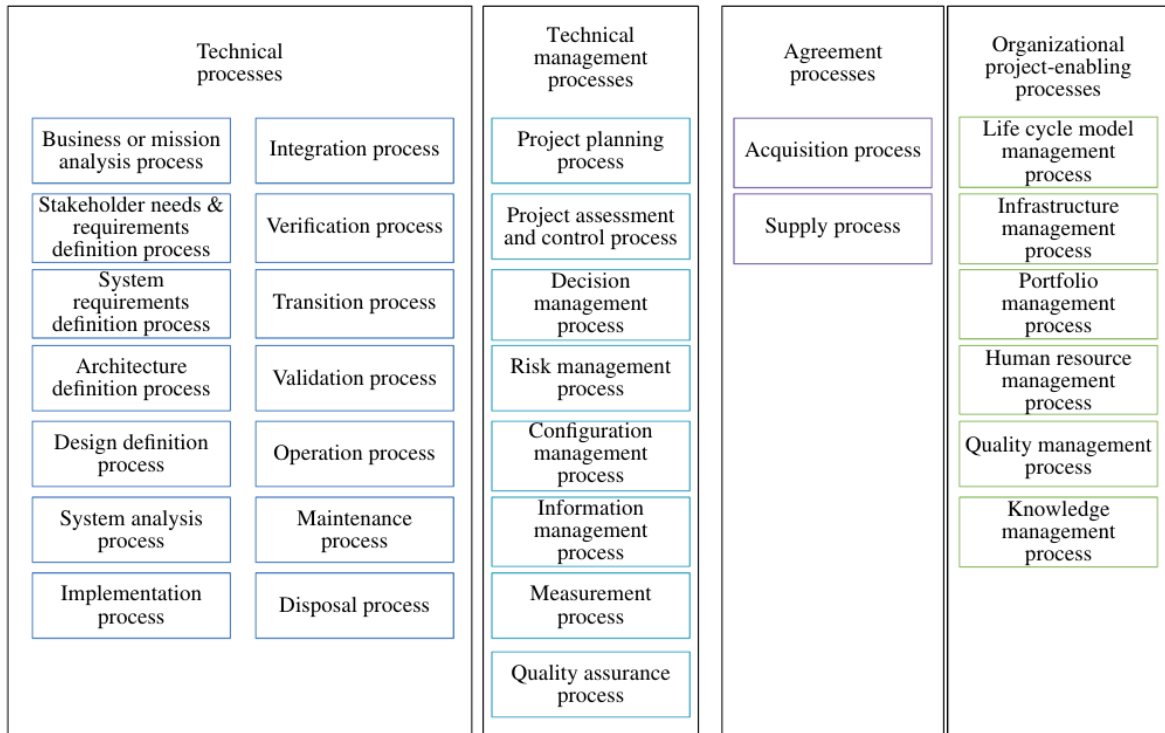 Technical
processes
Business or mission
analysis process
Stakeholder needs &
requirements
definition process
System
requirements
definition process
Architecture
definition process
Design definition
process
System analysis
process
Implementation
process
Integration process
Verification process
Transition process
Validation process
Operation process
Maintenance
process
Disposal process
Technical
management
processes
Project planning
process
Project assessment
and control process
Decision
management
process
Risk management
process
Configuration
management
process
Information
management
process
Measurement
process
Quality assurance
process
Agreement
processes
Acquisition process
Supply process
Organizational
project-enabling
processes
Life cycle model
management
process
Infrastructure
management
process
Portfolio
management
process
Human resource
management
process
Quality management
process
Knowledge
management
process